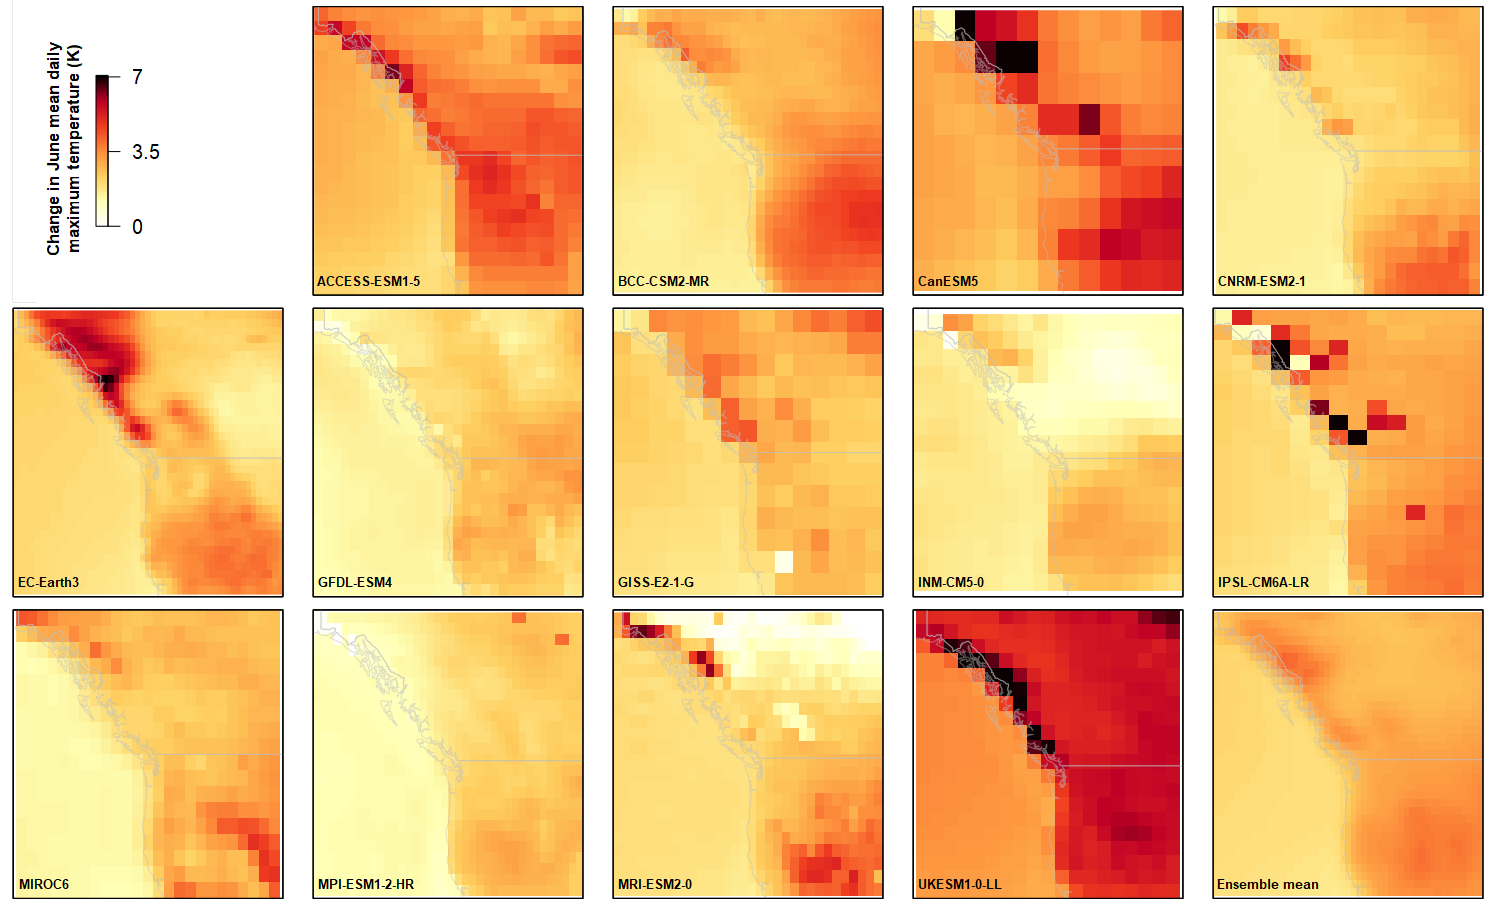 Change in June mean daily
maximum temperature (K)
7
3.5
0
ACCESS-ESM1-5
BCC-CSM2-MR
CanESM5
CNRM-ESM2-1
EC-Earth3
GFDL-ESM4
GISS-E2-1-G
INM-CM5-0
IPSL-CM6A-LR
MIROC6
MPI-ESM1-2-HR
MRI-ESM2-0
UKESM1-0-LL
Ensemble mean